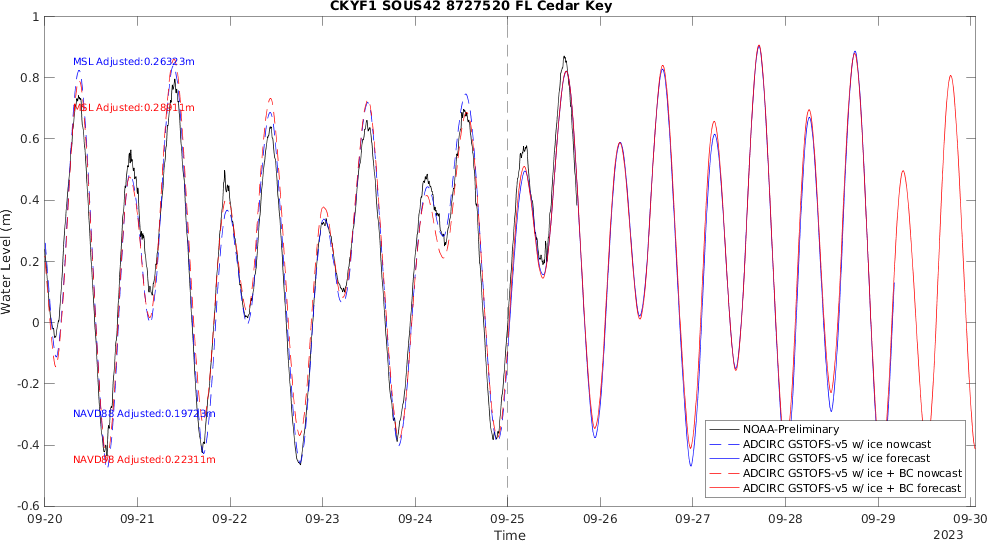 CKYF1 SOUS42 8727520 FL Cedar Key
1
0.8
0.6
0.4
0.2
0
-0.2
-0.4
-0.6
Water Level (m)
MSL Adjusted:0.26323m
MSL Adjusted:0.28911m
NAVD88 Adjusted:0.19723m
NAVD88 Adjusted:0.22311m
NOAA-Preliminary
ADCIRC GSTOFS-v5 w/ ice nowcast
ADCIRC GSTOFS-v5 w/ ice forecast
ADCIRC GSTOFS-v5 w/ ice + BC nowcast
ADCIRC GSTOFS-v5 w/ ice + BC forecast
09-20 09-21 09-22 09-23 09-24 09-25 09-26 09-27 09-28 09-29 09-30
Time
2023